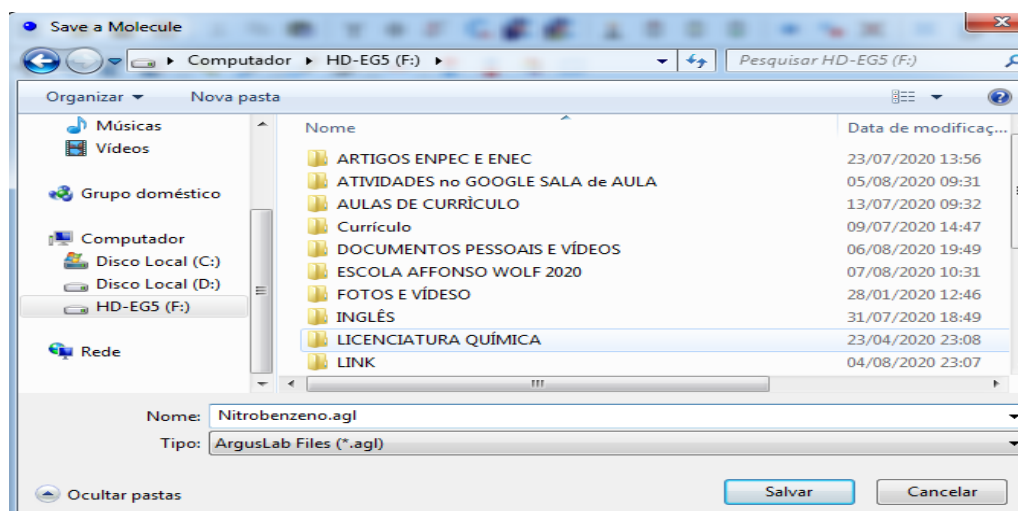 Save a Molecule
Computador ▸ HD-EG5 (F:) ▸
Pesquisar HD-EG5 (F:)
Organizar Nova pasta
Músicas
Vídeos
Grupo doméstico
Computador
Disco Local (C:)
Disco Local (D:)
HD-EG5 (F:)
Rede
Nome Data de modificaç...
ARTIGOS ENPEC E ENEC 23/07/2020 13:56
ATIVIDADES no GOOGLE SALA de AULA 05/08/2020 09:31
AULAS DE CURRÌCULO 13/07/2020 09:32
Currículo 09/07/2020 14:47
DOCUMENTOS PESSOAIS E VÍDEOS 06/08/2020 19:49
ESCOLA AFFONSO WOLF 2020 07/08/2020 10:31
FOTOS E VÍDESO 28/01/2020 12:46
INGLÊS 31/07/2020 18:49
LICENCIATURA QUÍMICA 23/04/2020 23:08
LINK 04/08/2020 23:07
Nome: Nitrobenzeno.agl
Tipo: ArgusLab Files (*.agl)
Ocultar pastas
Salvar
Cancelar